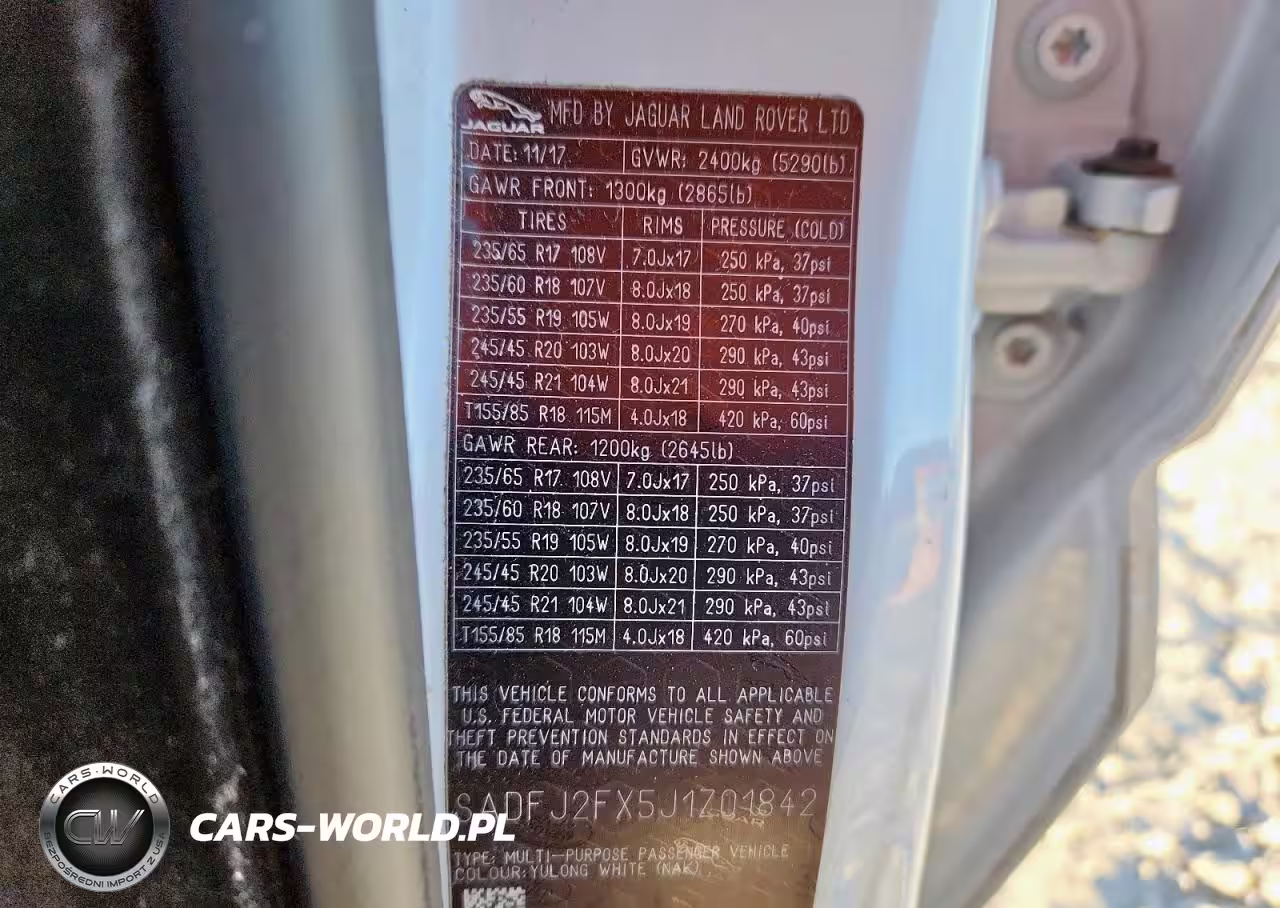 JAGUAR MFD BY JAGUAR LAND ROVER LTD
DATE: 11/17 GVWR: 2400kg (5290lb)
GAWR FRONT: 1300kg (2865lb)
TIRES RIMS PRESSURE (COLD)
235/65 R17 108V 7.0Jx17 250 kPa, 37psi
235/60 R18 107V 8.0Jx18 250 kPa, 37psi
235/55 R19 105W 8.0Jx19 270 kPa, 40psi
245/45 R20 103W 8.0Jx20 290 kPa, 43psi
245/45 R21 104W 8.0Jx21 290 kPa, 43psi
T155/85 R18 115M 4.0Jx18 420 kPa, 60psi
GAWR REAR: 1200kg (2645lb)
235/65 R17 108V 7.0Jx17 250 kPa, 37psi
235/60 R18 107V 8.0Jx18 250 kPa, 37psi
235/55 R19 105W 8.0Jx19 270 kPa, 40psi
245/45 R20 103W 8.0Jx20 290 kPa, 43psi
245/45 R21 104W 8.0Jx21 290 kPa, 43psi
T155/85 R18 115M 4.0Jx18 420 kPa, 60psi
THIS VEHICLE CONFORMS TO ALL APPLICABLE
U.S. FEDERAL MOTOR VEHICLE SAFETY AND
THEFT PREVENTION STANDARDS IN EFFECT ON
THE DATE OF MANUFACTURE SHOWN ABOVE
SADFJ2FX5J1Z01842
TYPE: MULTI-PURPOSE PASSENGER VEHICLE
COLOUR: YULONG WHITE (NAK)
CARS-WORLD
CW
BEZPOŚREDNI IMPORT Z USA
CARS-WORLD.PL